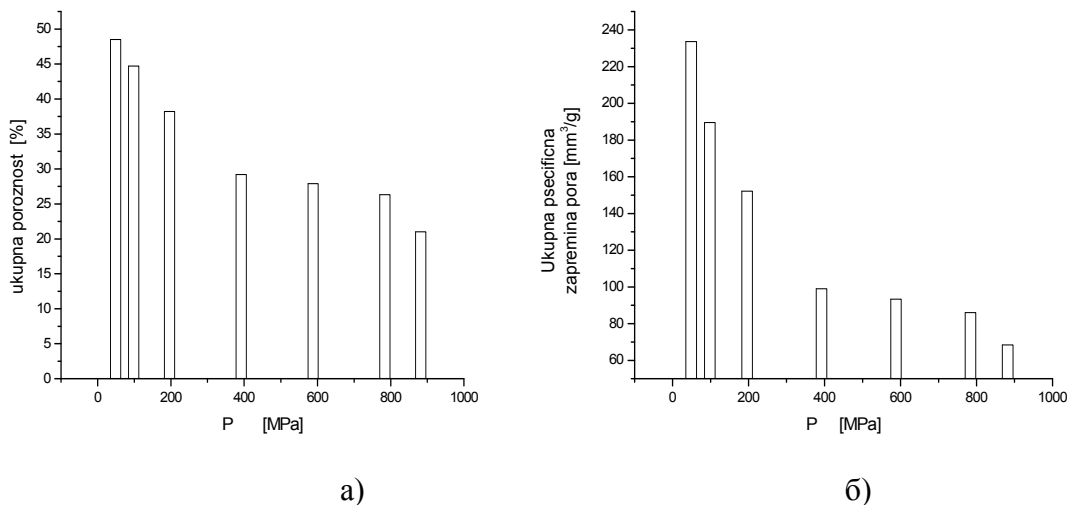 50
45
40
35
30
25
20
15
10
5
0
ukupna poroznost [%]
0 200 400 600 800 1000
P [MPa]
a)
240
220
200
180
160
140
120
100
80
60
Ukupna psecificna
zapremina pora [mm³/g]
0 200 400 600 800 1000
P [MPa]
б)